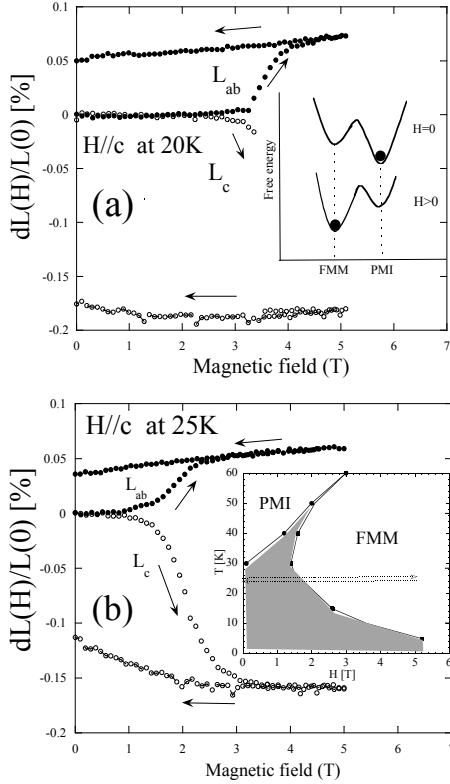 0.1
0.05
0
-0.05
-0.1
-0.15
-0.2
dL(H)/L(0) [%]
L_ab
H//c at 20K
L_c
(a)
Free energy
H=0
H>0
FMM PMI
0 1 2 3 4 5 6 7
Magnetic field (T)
0.1
0.05
0
-0.05
-0.1
-0.15
-0.2
dL(H)/L(0) [%]
H//c at 25K
L_ab
L_c
(b)
60
50
40
30
20
10
0
T [K]
PMI
FMM
0 1 2 3 4 5 6
H [T]
0 1 2 3 4 5 6 7
Magnetic field (T)